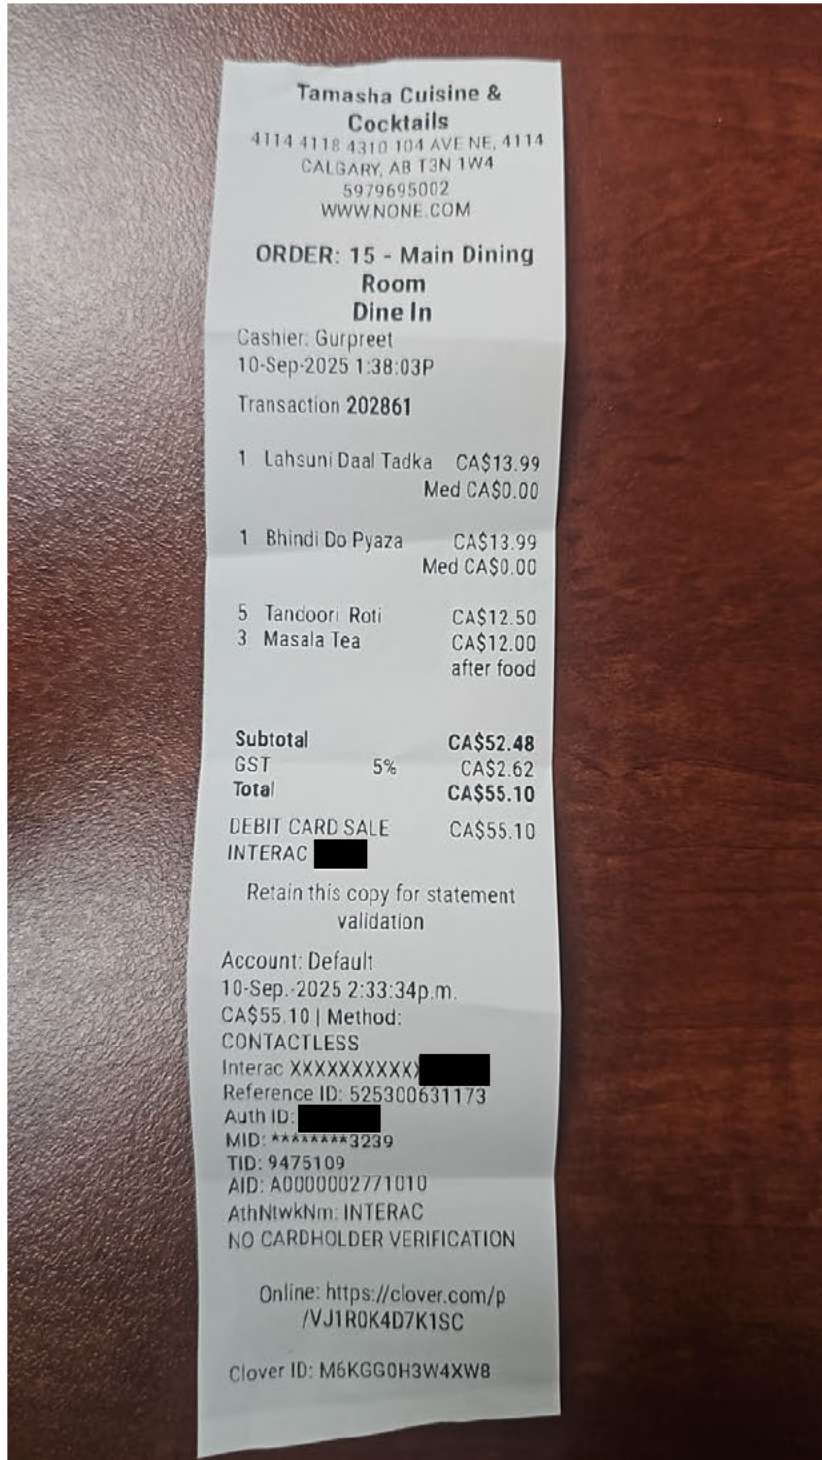 Tamasha Cuisine &
Cocktails
4114 4118 4310 104 AVE NE, 4114
CALGARY, AB T3N 1W4
5979695002
WWW.NONE.COM
ORDER: 15 - Main Dining
Room
Dine In
Cashier: Gurpreet
10-Sep-2025 1:38:03P
Transaction 202861
1 Lahsuni Daal Tadka CA$13.99
Med CA$0.00
1 Bhindi Do Pyaza CA$13.99
Med CA$0.00
5 Tandoori Roti CA$12.50
3 Masala Tea CA$12.00
after food
Subtotal CA$52.48
GST 5% CA$2.62
Total CA$55.10
DEBIT CARD SALE CA$55.10
INTERAC
Retain this copy for statement
validation
Account: Default
10-Sep.-2025 2:33:34p.m.
CA$55.10 | Method:
CONTACTLESS
Interac XXXXXXXXXXX
Reference ID: 525300631173
Auth ID:
MID: ********3239
TID: 9475109
AID: A0000002771010
AthNtwkNm: INTERAC
NO CARDHOLDER VERIFICATION
Online: https://clover.com/p
/VJ1R0K4D7K1SC
Clover ID: M6KGG0H3W4XW8